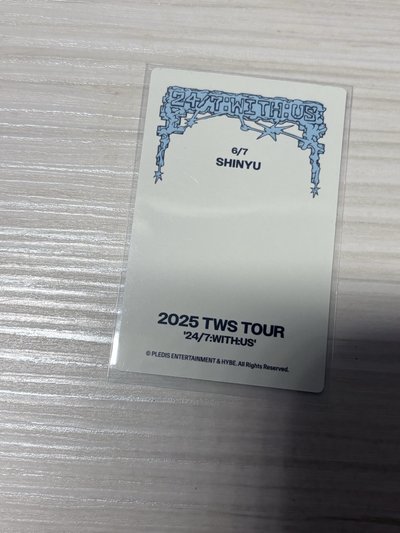 24/7:WITH:US
6/7
SHINYU
2025 TWS TOUR
'24/7:WITH:US'
© PLEDIS ENTERTAINMENT & HYBE. All Rights Reserved.